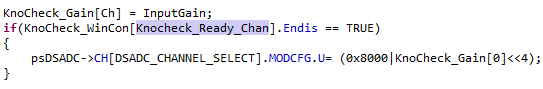 KnoCheck_Gain[Ch] = InputGain;
if(KnoCheck_WinCon[Knocheck_Ready_Chan].Endis == TRUE)
{
    psDSADC->CH[DSADC_CHANNEL_SELECT].MODCFG.U= (0x8000|KnoCheck_Gain[0]<<4);
}